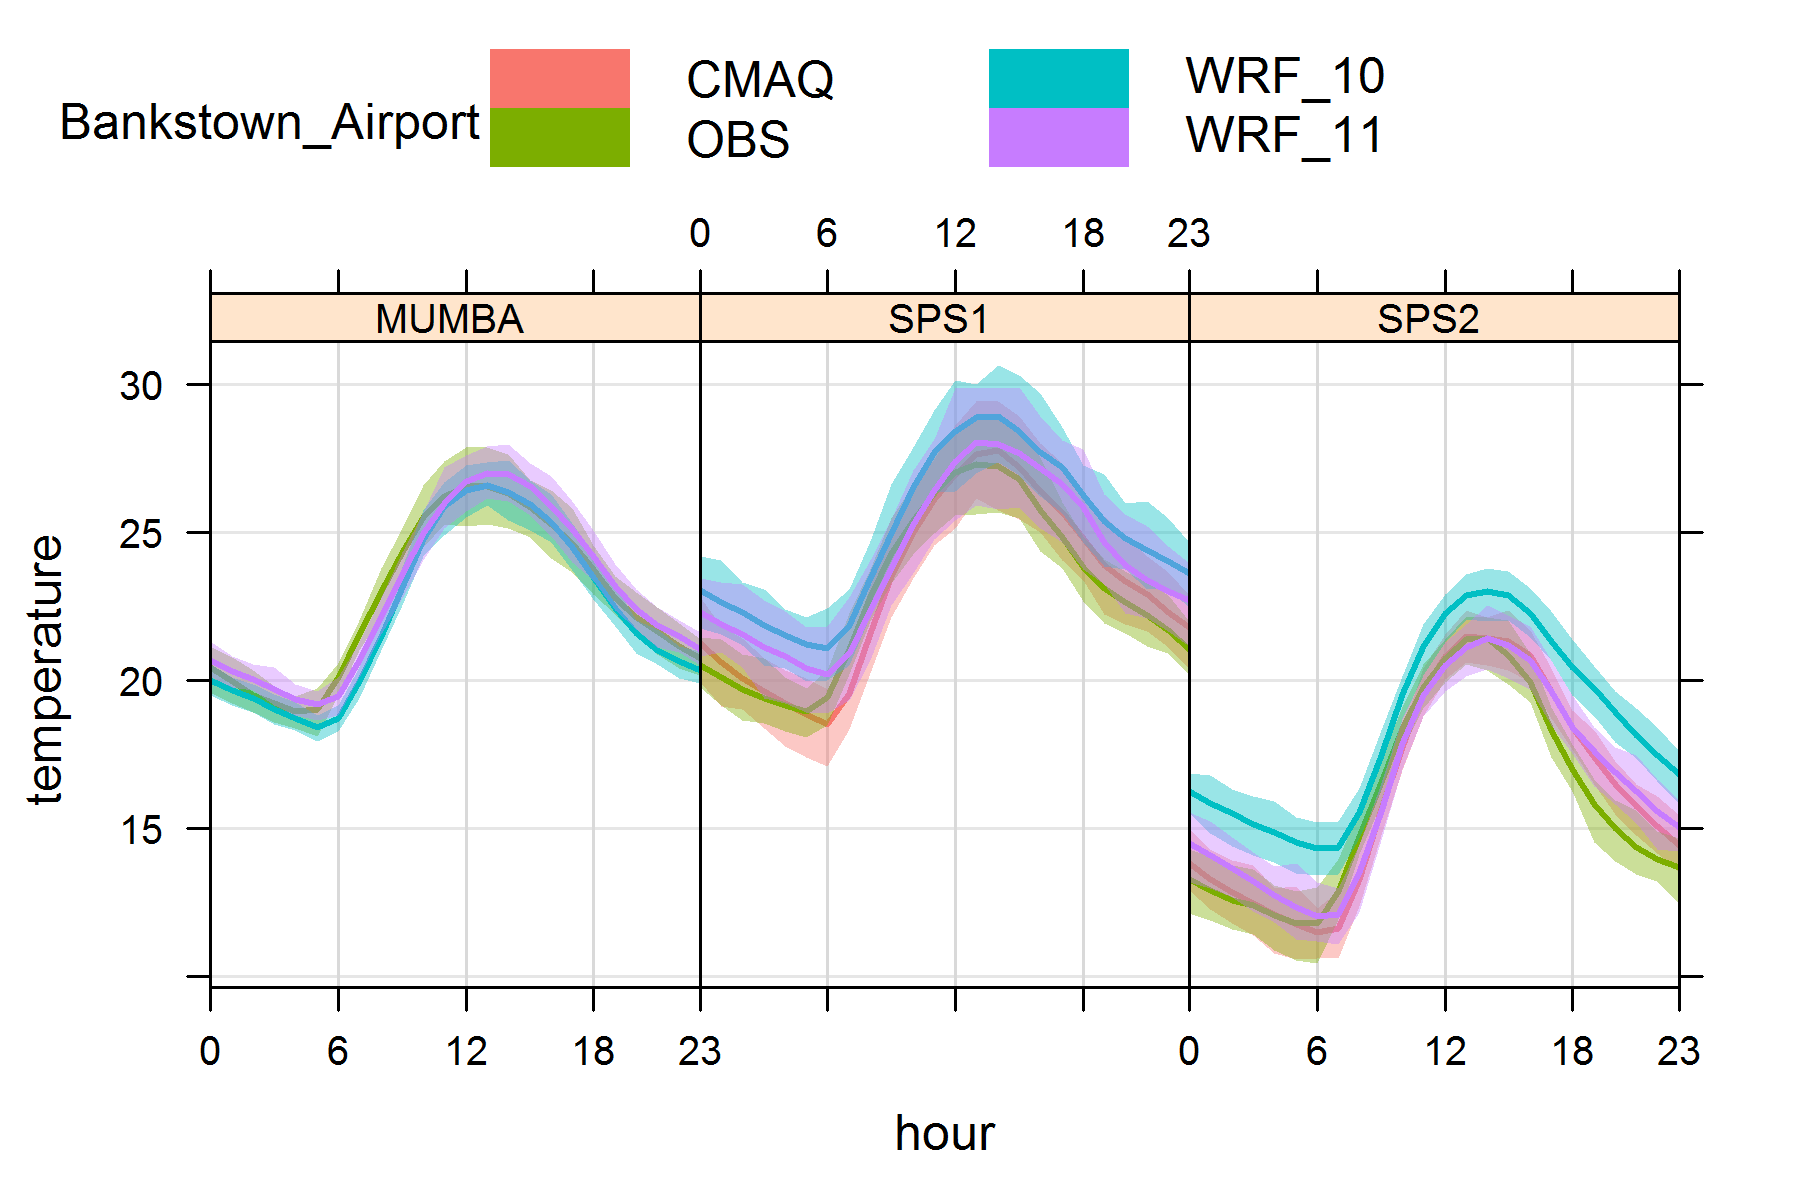 Bankstown_Airport
CMAQ
WRF_10
OBS
WRF_11
0 6 12 18 23
MUMBA SPS1 SPS2
30
25
20
15
temperature
0 6 12 18 23 0 6 12 18 23
hour